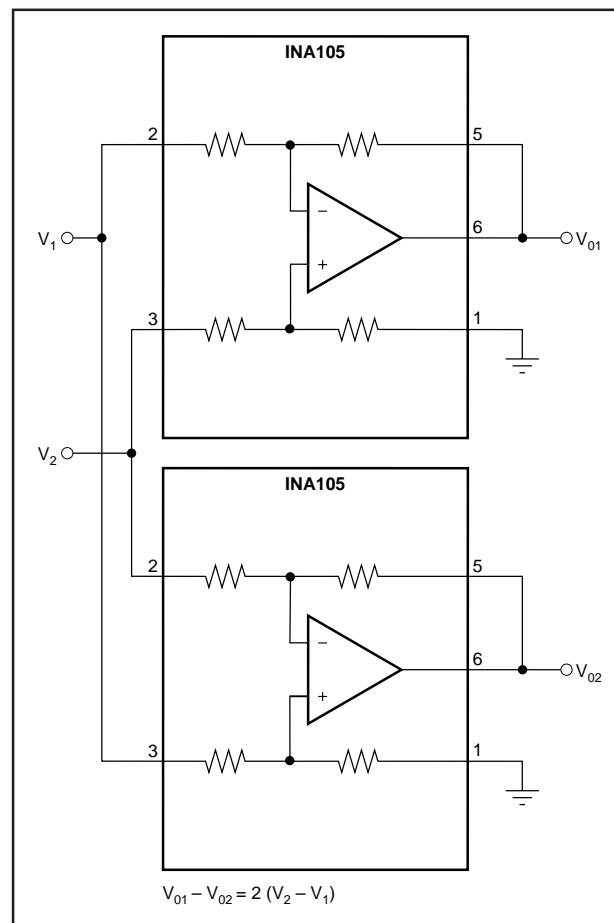 INA105
2
5
−
V₁
6
V₀₁
+
3
1
V₂
INA105
2
5
−
6
V₀₂
+
3
1
V₀₁ – V₀₂ = 2 (V₂ – V₁)